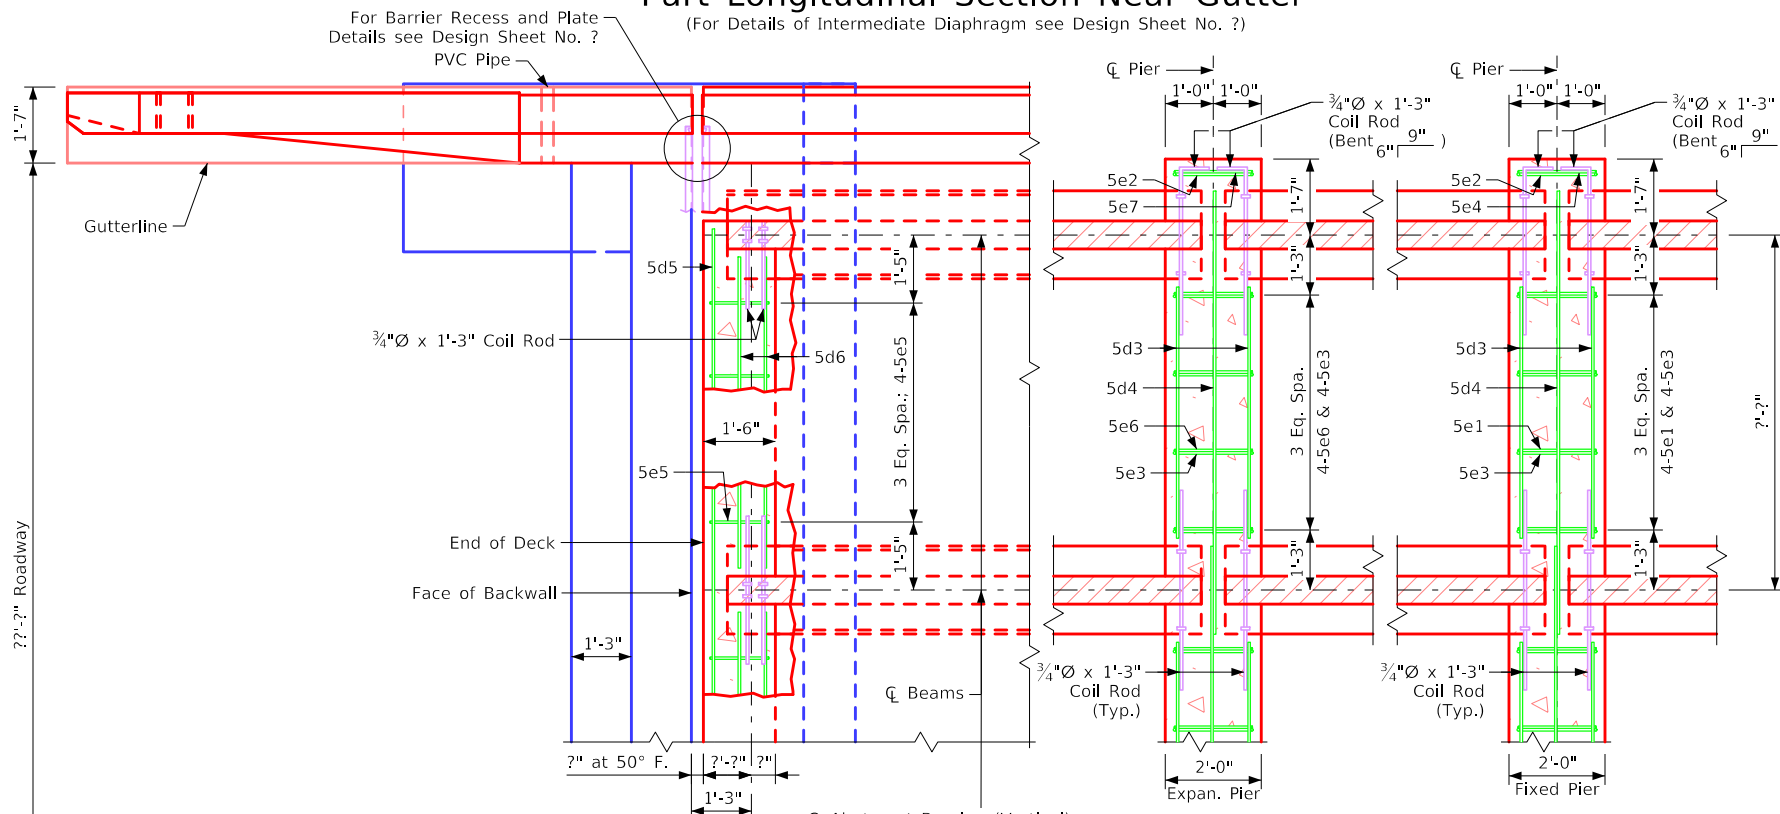 Part Longitudinal Section Near Gutter
(For Details of Intermediate Diaphragm see Design Sheet No. ?)
For Barrier Recess and Plate
Details see Design Sheet No. ?
PVC Pipe
1'-7"
Gutterline
??'-?" Roadway
5d5
¾"Ø x 1'-3" Coil Rod
5d6
1'-5"
3 Eq. Spa.; 4-5e5
1'-6"
5e5
1'-5"
End of Deck
Face of Backwall
1'-3"
℄ Beams
?" at 50° F.
?'-?"
?"
1'-3"
℄ Pier
1'-0"
1'-0"
¾"Ø x 1'-3"
Coil Rod
(Bent 6" 9" )
5e2
5e7
1'-7"
1'-3"
5d3
5d4
3 Eq. Spa.
4-5e6 & 4-5e3
5e6
5e3
1'-3"
¾"Ø x 1'-3"
Coil Rod
(Typ.)
2'-0"
Expan. Pier
℄ Pier
1'-0"
1'-0"
¾"Ø x 1'-3"
Coil Rod
(Bent 6" 9"
5e2
5e4
1'-7"
1'-3"
5d3
5d4
3 Eq. Spa.
4-5e1 & 4-5e3
?'-?"
5e1
5e3
1'-3"
¾"Ø x 1'-3"
Coil Rod
(Typ.)
2'-0"
Fixed Pier